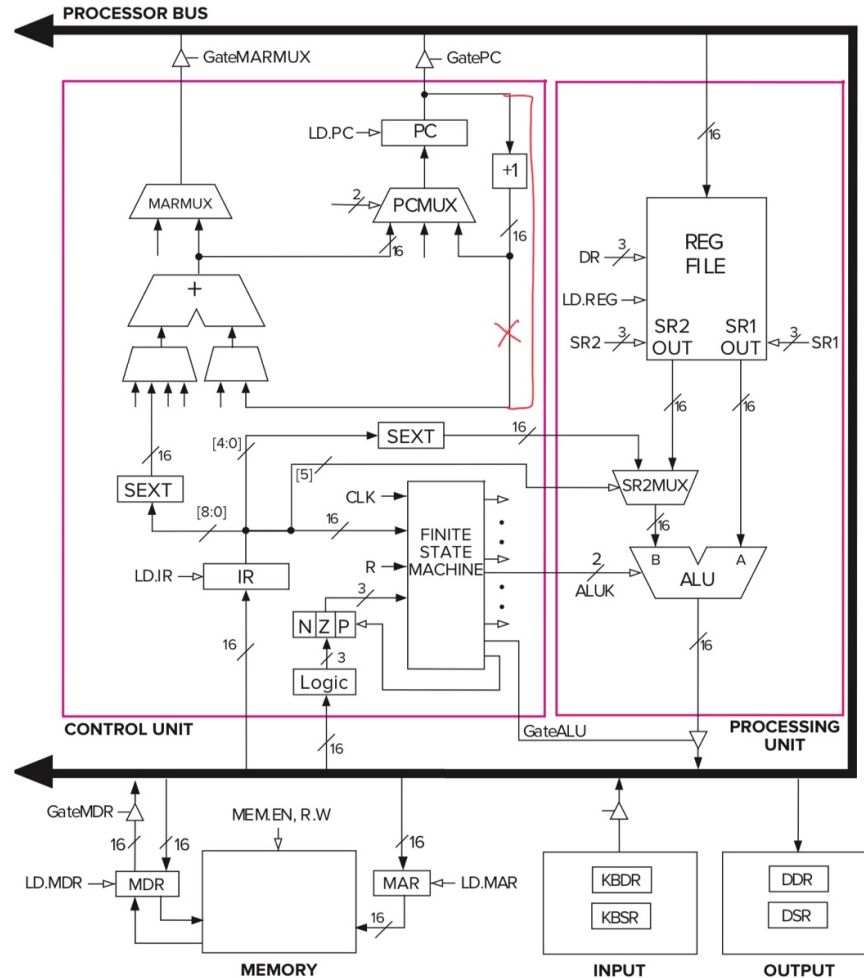 PROCESSOR BUS
GateMARMUX
GatePC
LD.PC
PC
+1
16
MARMUX
2
PCMUX
16
16
REG
FILE
DR
3
LD.REG
SR2
3
SR2
OUT
SR1
OUT
3
SR1
+
16
16
[4:0]
SEXT
16
16
SEXT
[5]
SR2MUX
[8:0]
16
CLK
FINITE
STATE
MACHINE
16
B
A
ALU
2
ALUK
LD.IR
IR
R
3
N Z P
16
3
Logic
16
16
CONTROL UNIT
GateALU
PROCESSING
UNIT
GateMDR
MEM.EN, R.W
16
16
16
LD.MDR
MDR
MAR
LD.MAR
16
KBDR
KBSR
DDR
DSR
MEMORY
INPUT
OUTPUT